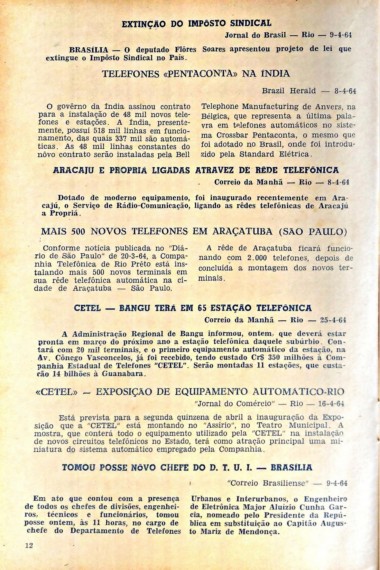 EXTINÇÃO DO IMPÔSTO SINDICAL
Jornal do Brasil — Rio — 9-4-64
BRASÍLIA — O deputado Flôres Soares apresentou projeto de lei que
extingue o Impôsto Sindical no País.
TELEFONES «PENTACONTA» NA ÍNDIA
Brazil Herald — 8-4-64
O govêrno da Índia assinou contrato
para a instalação de 48 mil novos tele-
fones e estações. A Índia, presente-
mente, possui 518 mil linhas em funcio-
namento, das quais 337 mil são automá-
ticas. As 48 mil linhas constantes do
nôvo contrato serão instaladas pela Bell
Telephone Manufacturing de Anvers, na
Bélgica, que representa a última pala-
vra em telefones automáticos no siste-
ma Crossbar Pentaconta, o mesmo que
foi adotado no Brasil, onde foi introdu-
zido pela Standard Elétrica.
ARACAJU E PROPRIA LIGADAS ATRAVEZ DE RÊDE TELEFÔNICA
Correio da Manhã — Rio — 8-4-64
Dotado de moderno equipamento, foi inaugurado recentemente em Ara-
cajú, o Serviço de Rádio-Comunicação, ligando as rêdes telefônicas de Aracajú
a Propriá.
MAIS 500 NOVOS TELEFONES EM ARAÇATUBA (SAO PAULO)
Conforme notícia publicada no "Diá-
rio de São Paulo" de 20-3-64, a Compa-
nhia Telefônica de Rio Prêto está ins-
talando mais 500 novos terminais em
sua rêde telefônica automática na ci-
dade de Araçatuba — São Paulo.
A rêde de Araçatuba ficará funcio-
nando com 2.000 telefones, depois de
concluída a montagem dos novos ter-
minais.
CETEL — BANGU TERÁ EM 65 ESTAÇÃO TELEFÔNICA
Correio da Manhã — Rio — 25-4-64
A Administração Regional de Bangu informou, ontem, que deverá estar
pronta em março do próximo ano a estação telefônica daquele subúrbio. Con-
tará com 20 mil terminais, e o primeiro equipamento automático da estação, na
Av. Cônego Vasconcelos, já foi recebido, tendo custado Cr$ 350 milhões à Com-
panhia Estadual de Telefones "CETEL". Serão montadas 11 estações, que custa-
rão 14 bilhões à Guanabara.
«CETEL» — EXPOSIÇÃO DE EQUIPAMENTO AUTOMATICO-RIO
"Jornal do Comércio" — Rio — 16-4-64
Está prevista para a segunda quinzena de abril a inauguração da Expo-
sição que a "CETEL" está montando no "Assírio", no Teatro Municipal. A
mostra, que conterá todo o equipamento utilizado pela "CETEL" na instalação
de novos circuitos telefônicos no Estado, terá como atração principal uma mi-
niatura do sistema automático empregado pela Companhia.
TOMOU POSSE NÔVO CHEFE DO D. T. U. I. — BRASÍLIA
"Correio Brasiliense" — 9-4-64
Em ato que contou com a presença
de todos os chefes de divisões, engenhei-
ros, técnicos e funcionários, tomou
posse ontem, às 11 horas, no cargo de
chefe do Departamento de Telefones
Urbanos e Interurbanos, o Engenheiro
de Eletrônica Major Aluízio Cunha Gar-
cia, nomeado pelo Presidente da Repú-
blica em substituição ao Capitão Augus-
to Mariz de Mendonça.
12